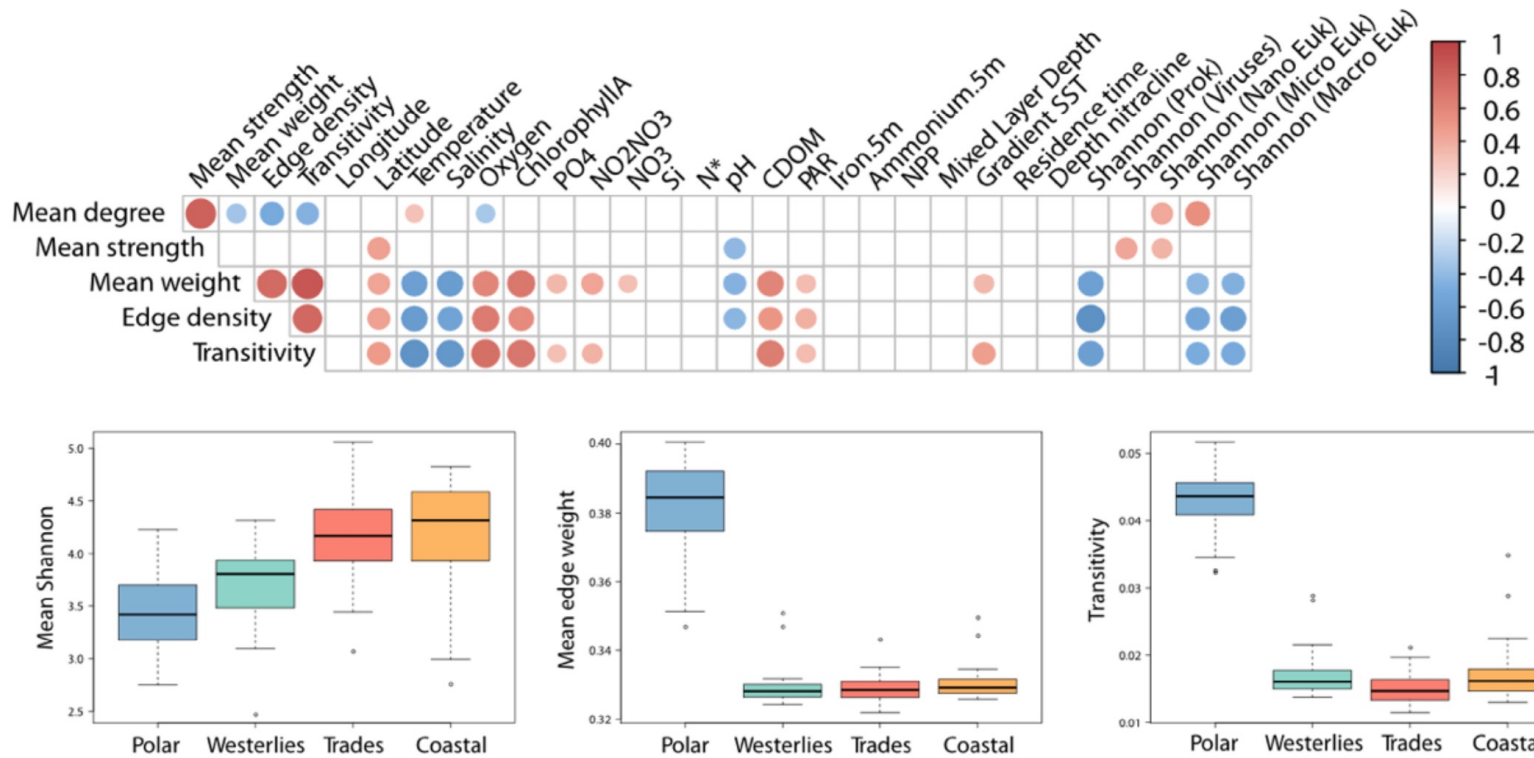 Mean strength
Mean weight
Edge density
Transitivity
Longitude
Latitude
Temperature
Salinity
Oxygen
ChlorophyllA
PO4
NO2NO3
NO3
Si
N*
pH
CDOM
PAR
Iron.5m
Ammonium.5m
NPP
Mixed Layer Depth
Gradient SST
Residence time
Depth nitracline
Shannon (Prok)
Shannon (Viruses)
Shannon (Nano Euk)
Shannon (Micro Euk)
Shannon (Macro Euk)
Mean degree
Mean strength
Mean weight
Edge density
Transitivity
1
0.8
0.6
0.4
0.2
0
-0.2
-0.4
-0.6
-0.8
-1
Mean Shannon
5.0
4.5
4.0
3.5
3.0
2.5
Polar Westerlies Trades Coastal
Mean edge weight
0.40
0.38
0.36
0.34
0.32
Polar Westerlies Trades Coastal
Transitivity
0.05
0.04
0.03
0.02
0.01
Polar Westerlies Trades Coasta